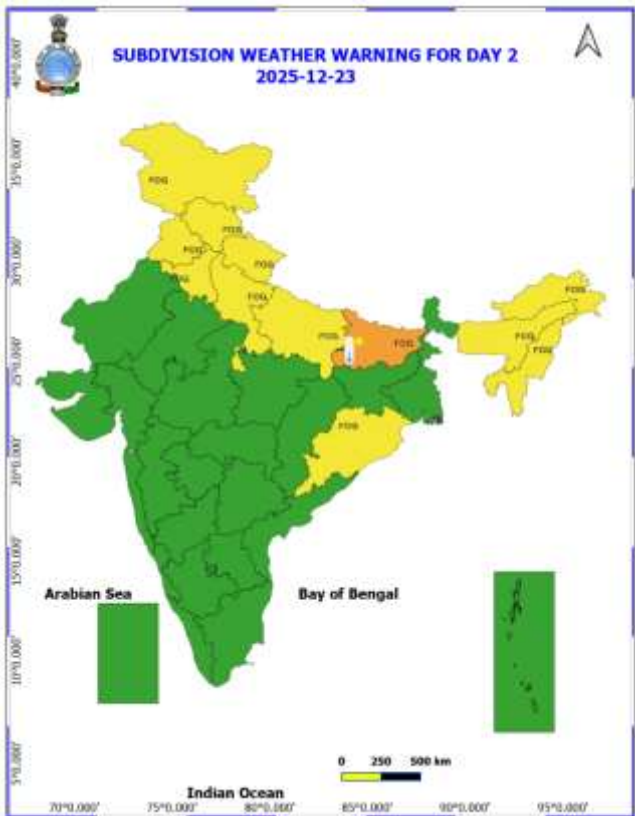 SUBDIVISION WEATHER WARNING FOR DAY 2
2025-12-23
40°0.000'
35°0.000'
30°0.000'
25°0.000'
20°0.000'
15°0.000'
10°0.000'
5°0.000'
FOG
FOG
FOG
FOG
FOG
FOG
FOG
FOG
FOG
FOG
FOG
FOG
Arabian Sea
Bay of Bengal
0 250 500 km
Indian Ocean
70°0.000' 75°0.000' 80°0.000' 85°0.000' 90°0.000' 95°0.000'